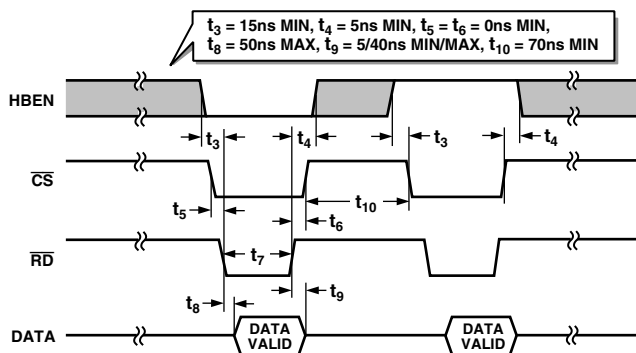 t3 = 15ns MIN, t4 = 5ns MIN, t5 = t6 = 0ns MIN,
t8 = 50ns MAX, t9 = 5/40ns MIN/MAX, t10 = 70ns MIN
HBEN
t3
t4
t3
t4
CS
t5
t10
t6
RD
t7
t8
t9
DATA
DATA
VALID
DATA
VALID